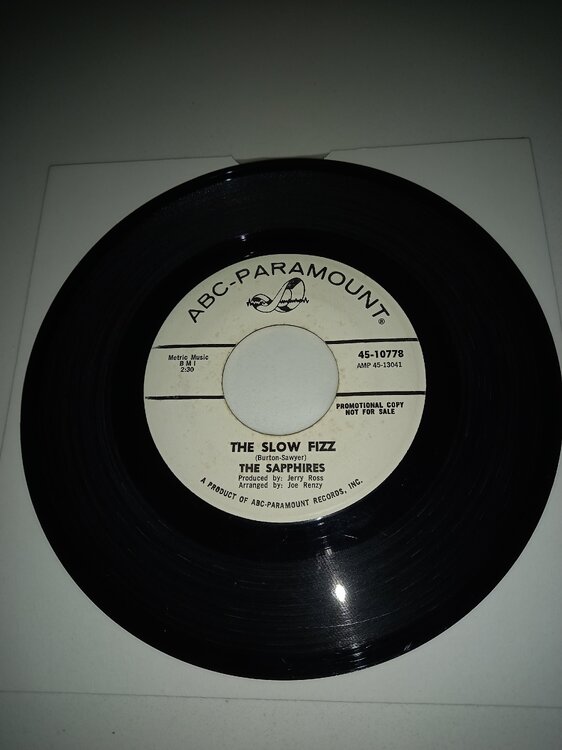 ABC-PARAMOUNT®
Metric Music
B M I
2:30
45-10778
AMP 45-13041
PROMOTIONAL COPY
NOT FOR SALE
THE SLOW FIZZ
(Burton-Sawyer)
THE SAPPHIRES
Produced by: Jerry Ross
Arranged by: Joe Renzy
A PRODUCT OF ABC-PARAMOUNT RECORDS, INC.